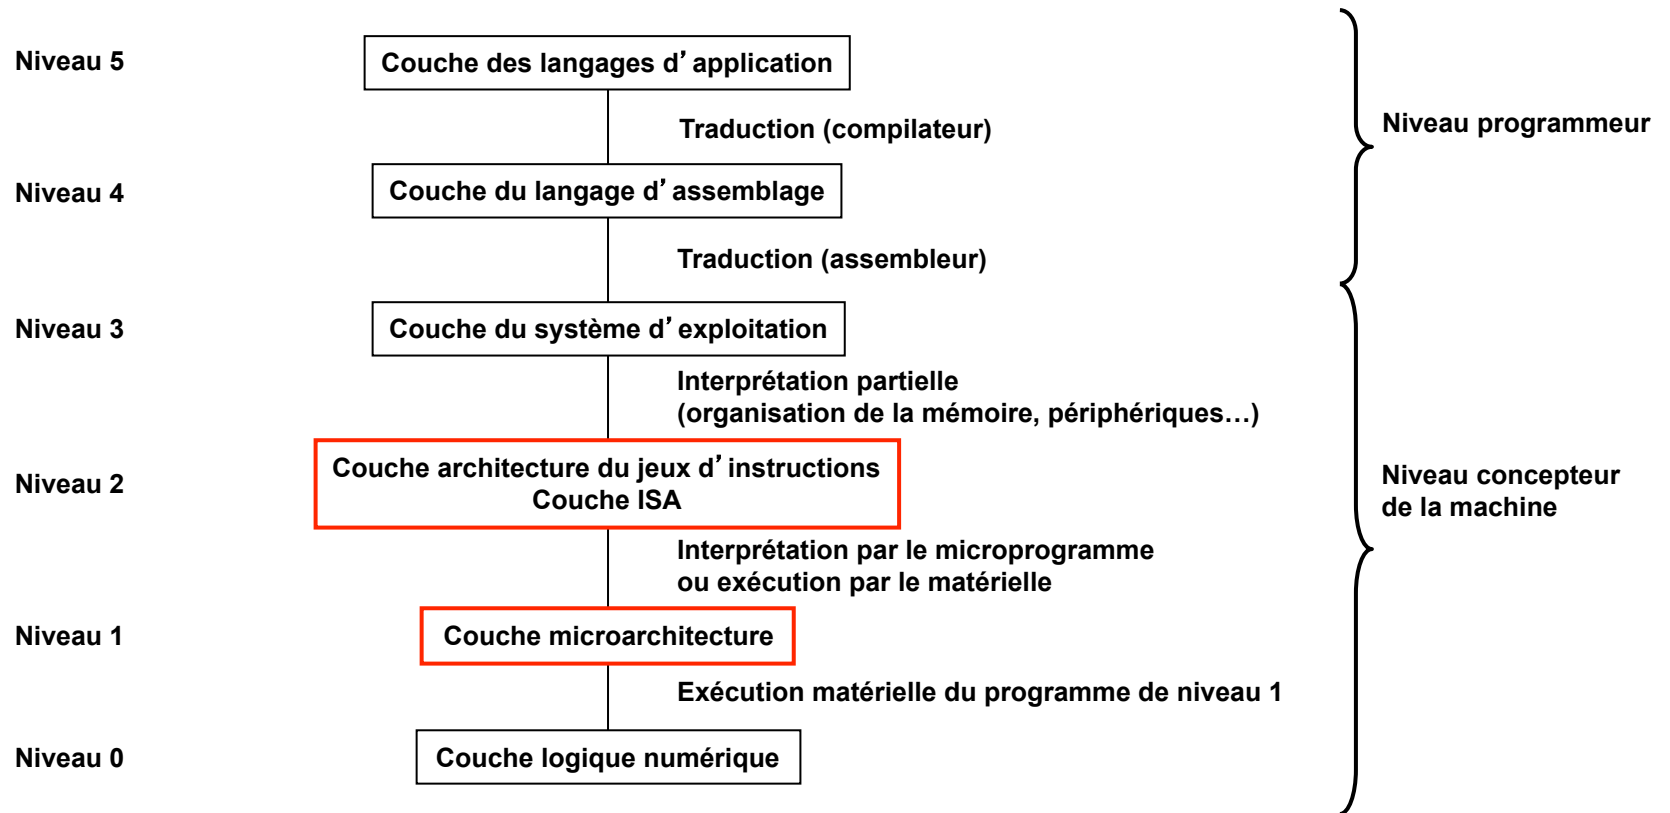 Niveau 5
Couche des langages d’application
Traduction (compilateur)
Niveau programmeur
Niveau 4
Couche du langage d’assemblage
Traduction (assembleur)
Niveau 3
Couche du système d’exploitation
Interprétation partielle
(organisation de la mémoire, périphériques…)
Niveau 2
Couche architecture du jeux d’instructions
Couche ISA
Niveau concepteur
de la machine
Interprétation par le microprogramme
ou exécution par le matérielle
Niveau 1
Couche microarchitecture
Exécution matérielle du programme de niveau 1
Niveau 0
Couche logique numérique